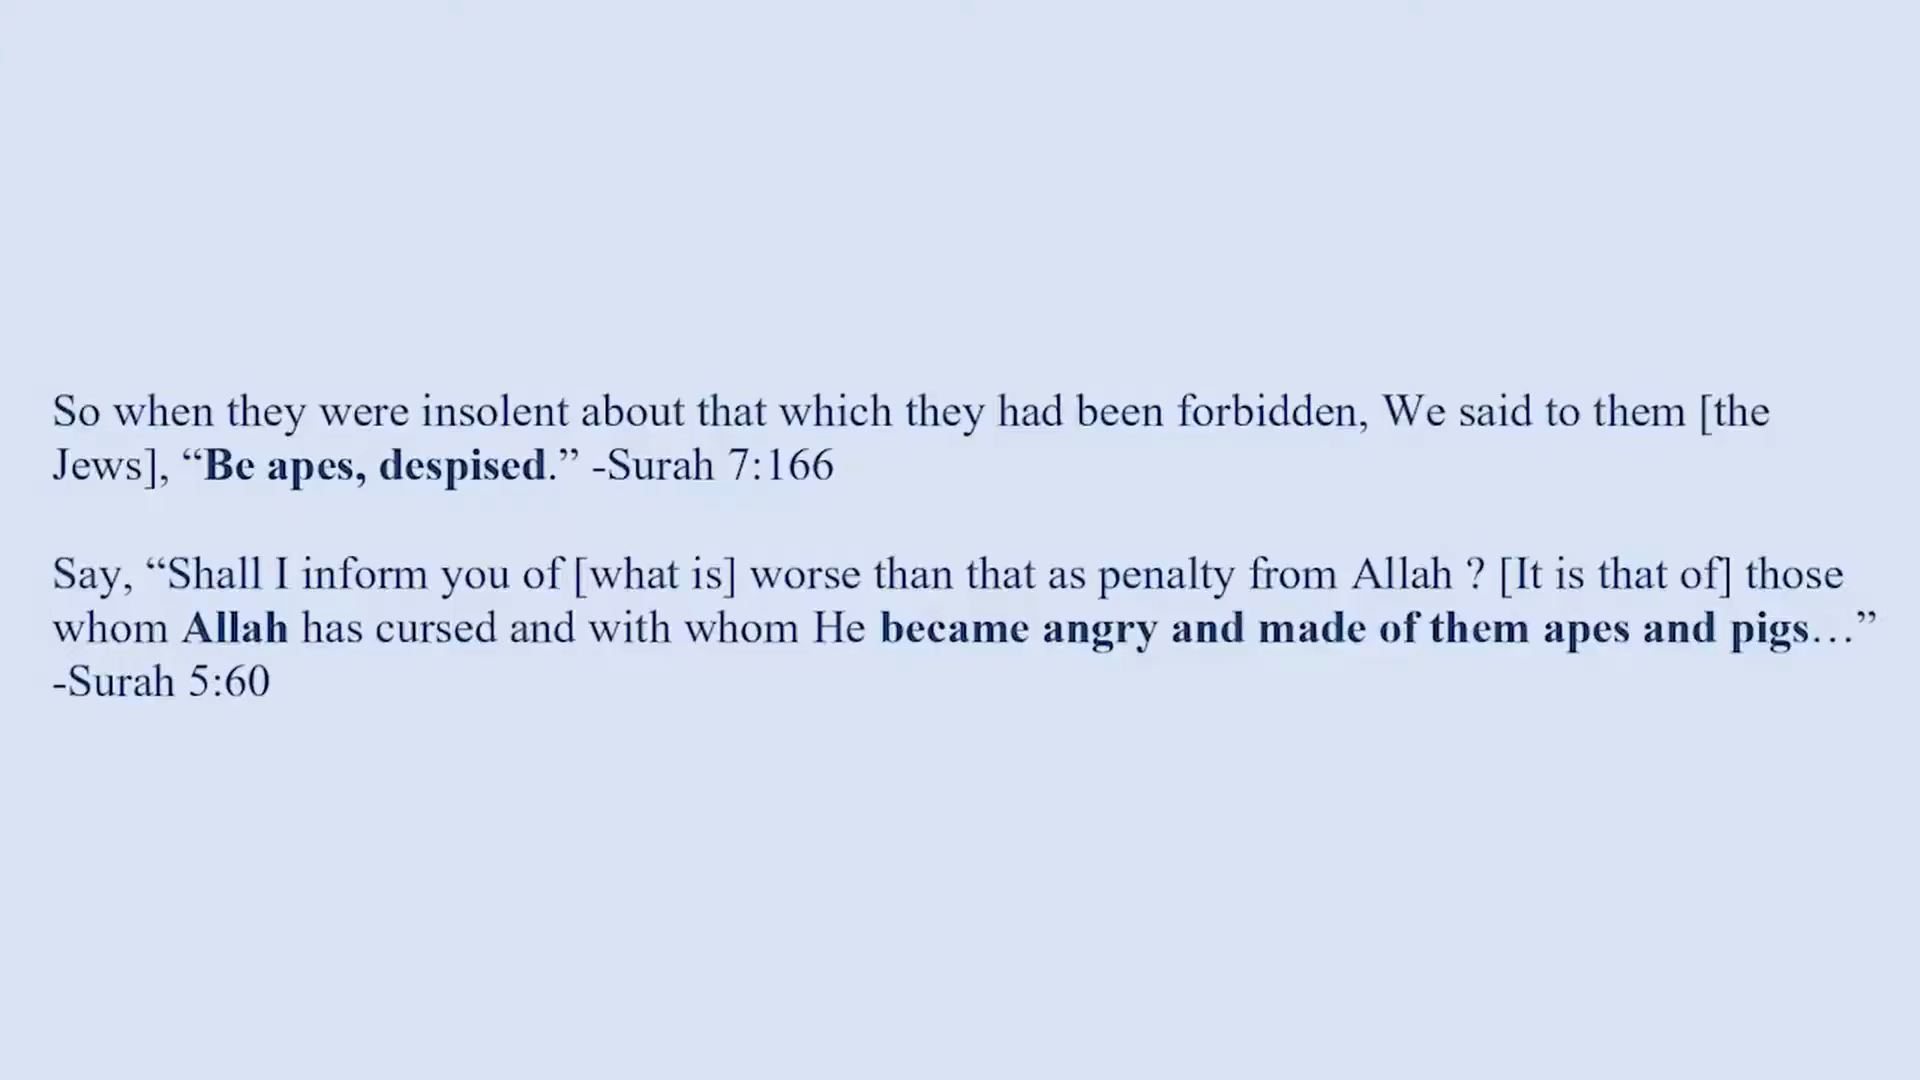 So when they were insolent about that which they had been forbidden, We said to them [the
Jews], “Be apes, despised.” -Surah 7:166
Say, “Shall I inform you of [what is] worse than that as penalty from Allah ? [It is that of] those
whom Allah has cursed and with whom He became angry and made of them apes and pigs…”
-Surah 5:60